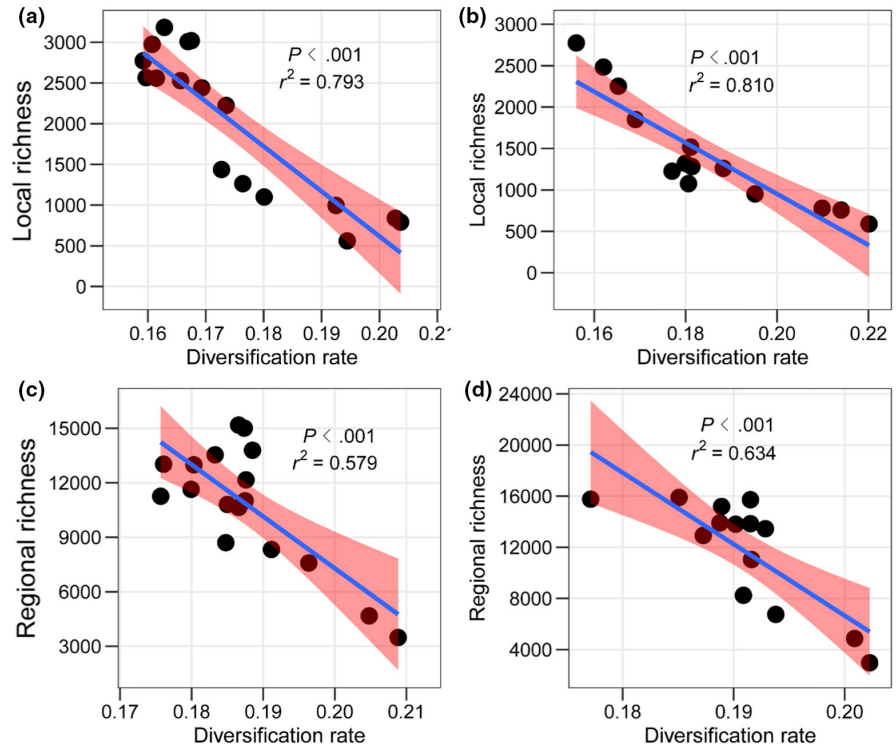 (a)
P < .001
r² = 0.793
Local richness
3000
2500
2000
1500
1000
500
0
0.16 0.17 0.18 0.19 0.20 0.21
Diversification rate
(b)
P < .001
r² = 0.810
Local richness
3000
2500
2000
1500
1000
500
0
0.16 0.18 0.20 0.22
Diversification rate
(c)
P < .001
r² = 0.579
Regional richness
15000
12000
9000
6000
3000
0.17 0.18 0.19 0.20 0.21
Diversification rate
(d)
P < .001
r² = 0.634
Regional richness
24000
20000
16000
12000
8000
4000
0.18 0.19 0.20
Diversification rate